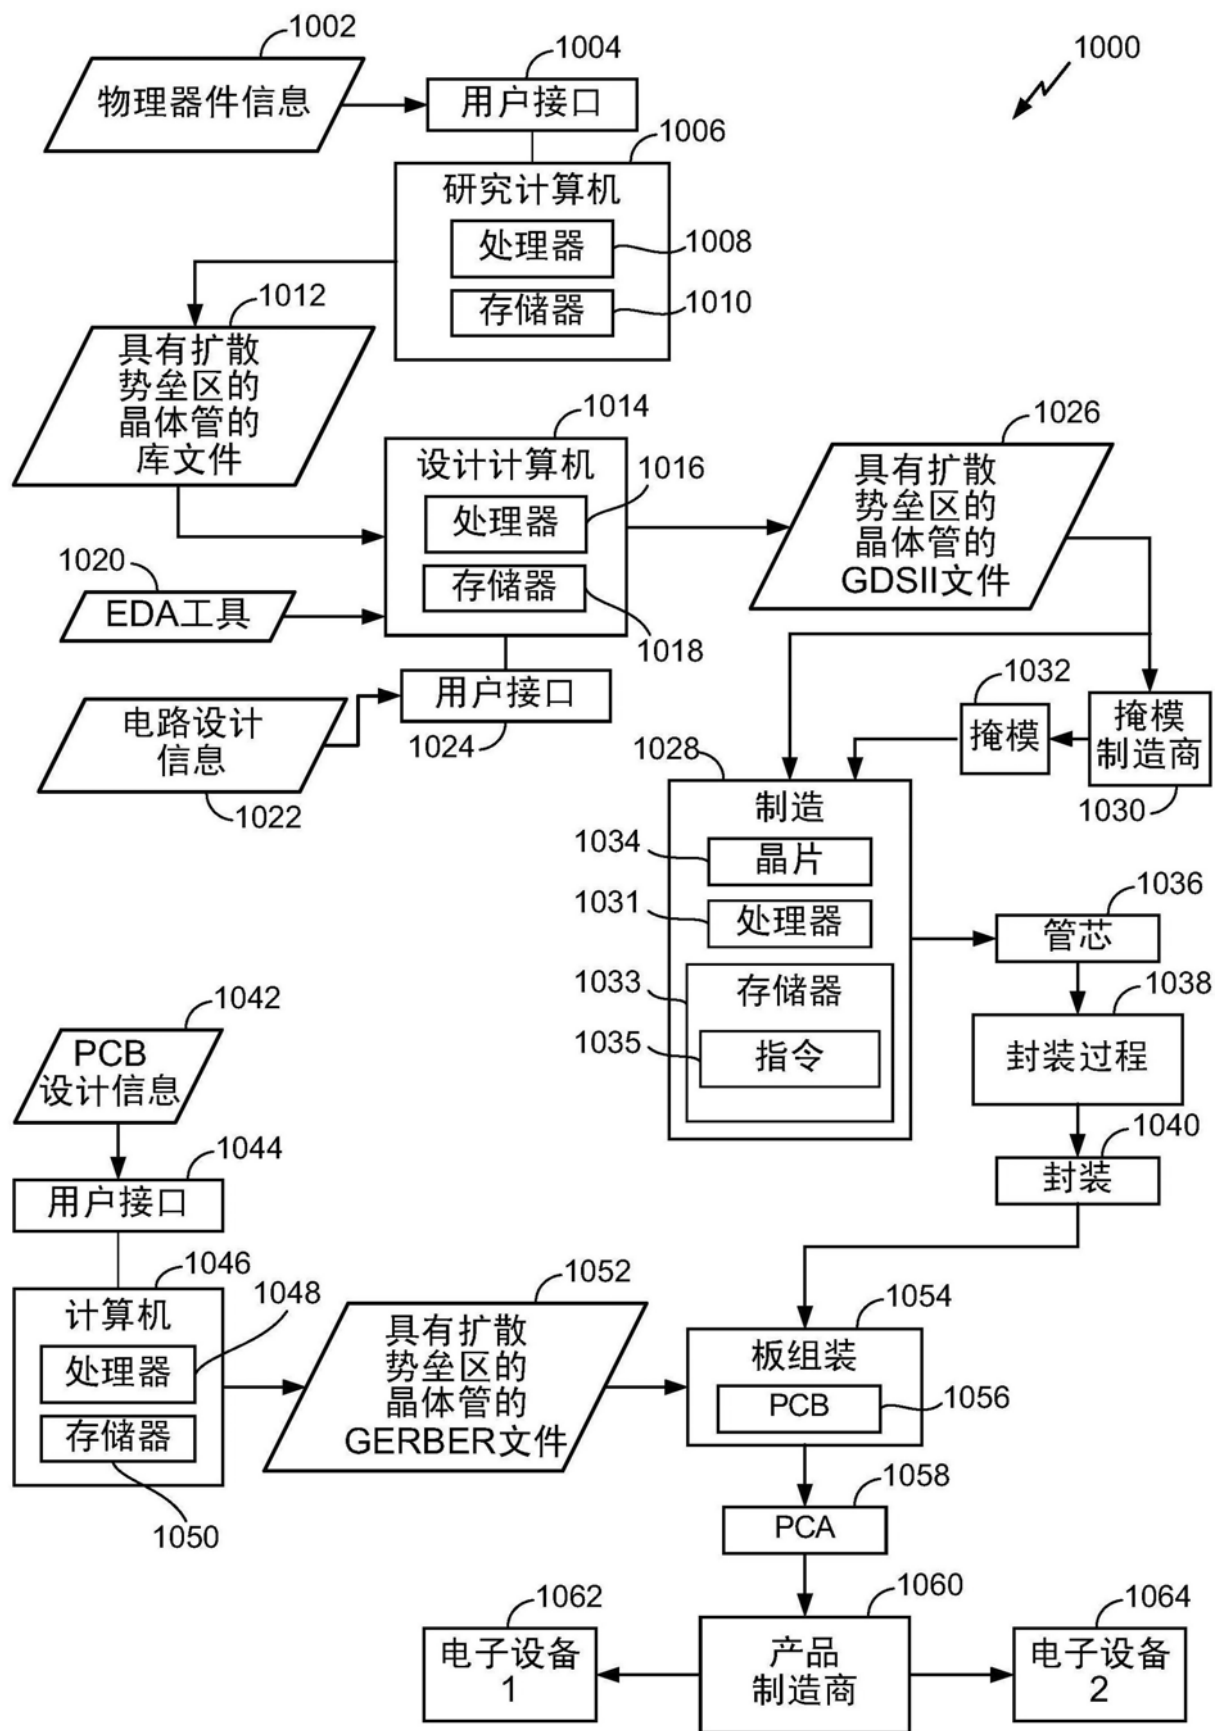 1002
物理器件信息
1004
用户接口
1000
1006
研究计算机
处理器
1008
存储器
1010
1012
具有扩散
势垒区的
晶体管的
库文件
1014
设计计算机
处理器
1016
存储器
1018
1020
EDA工具
1022
电路设计
信息
1024
用户接口
1026
具有扩散
势垒区的
晶体管的
GDSII文件
1032
掩模
掩模
制造商
1030
1028
制造
1034
晶片
1031
处理器
1033
存储器
1035
指令
1036
管芯
1038
封装过程
1040
封装
1042
PCB
设计信息
1044
用户接口
1046
计算机
1048
处理器
存储器
1050
1052
具有扩散
势垒区的
晶体管的
GERBER文件
1054
板组装
PCB
1056
1058
PCA
1060
产品
制造商
1062
电子设备
1
1064
电子设备
2